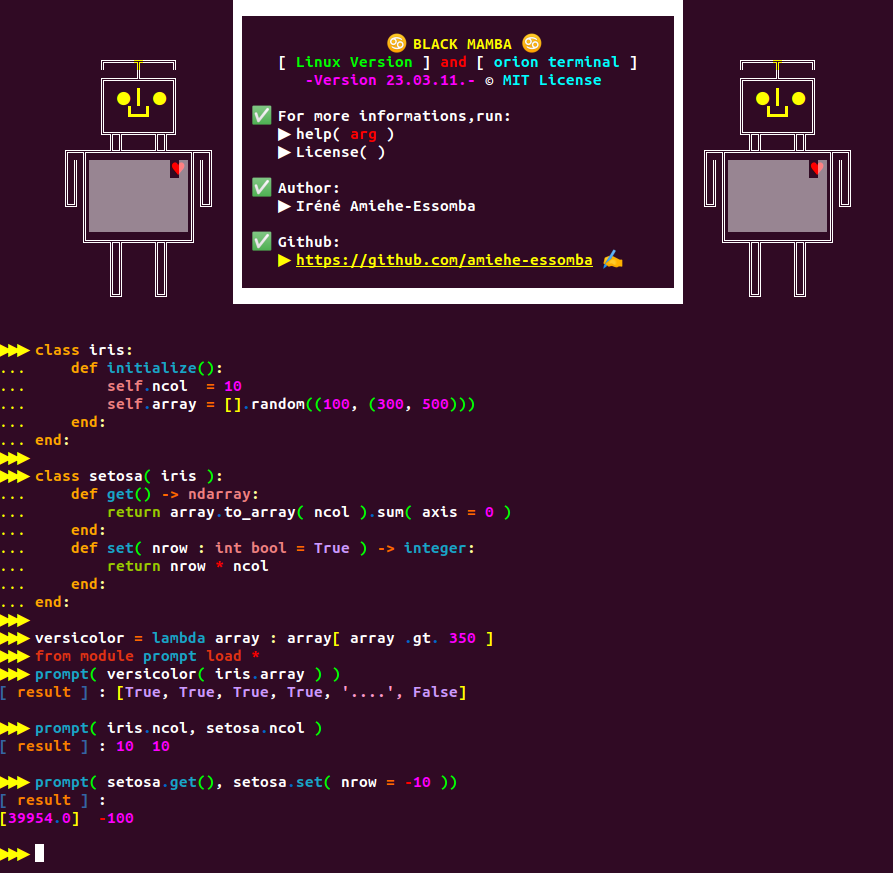 ♋ BLACK MAMBA ♋
[ Linux Version ] and [ orion terminal ]
-Version 23.03.11.- © MIT License
✅ For more informations,run:
▶ help( arg )
▶ License( )
✅ Author:
▶ Iréné Amiehe-Essomba
✅ Github:
▶ https://github.com/amiehe-essomba ✍
▶▶▶ class iris:
...     def initialize():
...         self.ncol  = 10
...         self.array = [].random((100, (300, 500)))
...     end:
... end:
▶▶▶
▶▶▶ class setosa( iris ):
...     def get() -> ndarray:
...         return array.to_array( ncol ).sum( axis = 0 )
...     end:
...     def set( nrow : int bool = True ) -> integer:
...         return nrow * ncol
...     end:
... end:
▶▶▶
▶▶▶ versicolor = lambda array : array[ array .gt. 350 ]
▶▶▶ from module prompt load *
▶▶▶ prompt( versicolor( iris.array ) )
[ result ] : [True, True, True, True, '....', False]
▶▶▶ prompt( iris.ncol, setosa.ncol )
[ result ] : 10  10
▶▶▶ prompt( setosa.get(), setosa.set( nrow = -10 ))
[ result ] :
[39954.0]  -100
▶▶▶